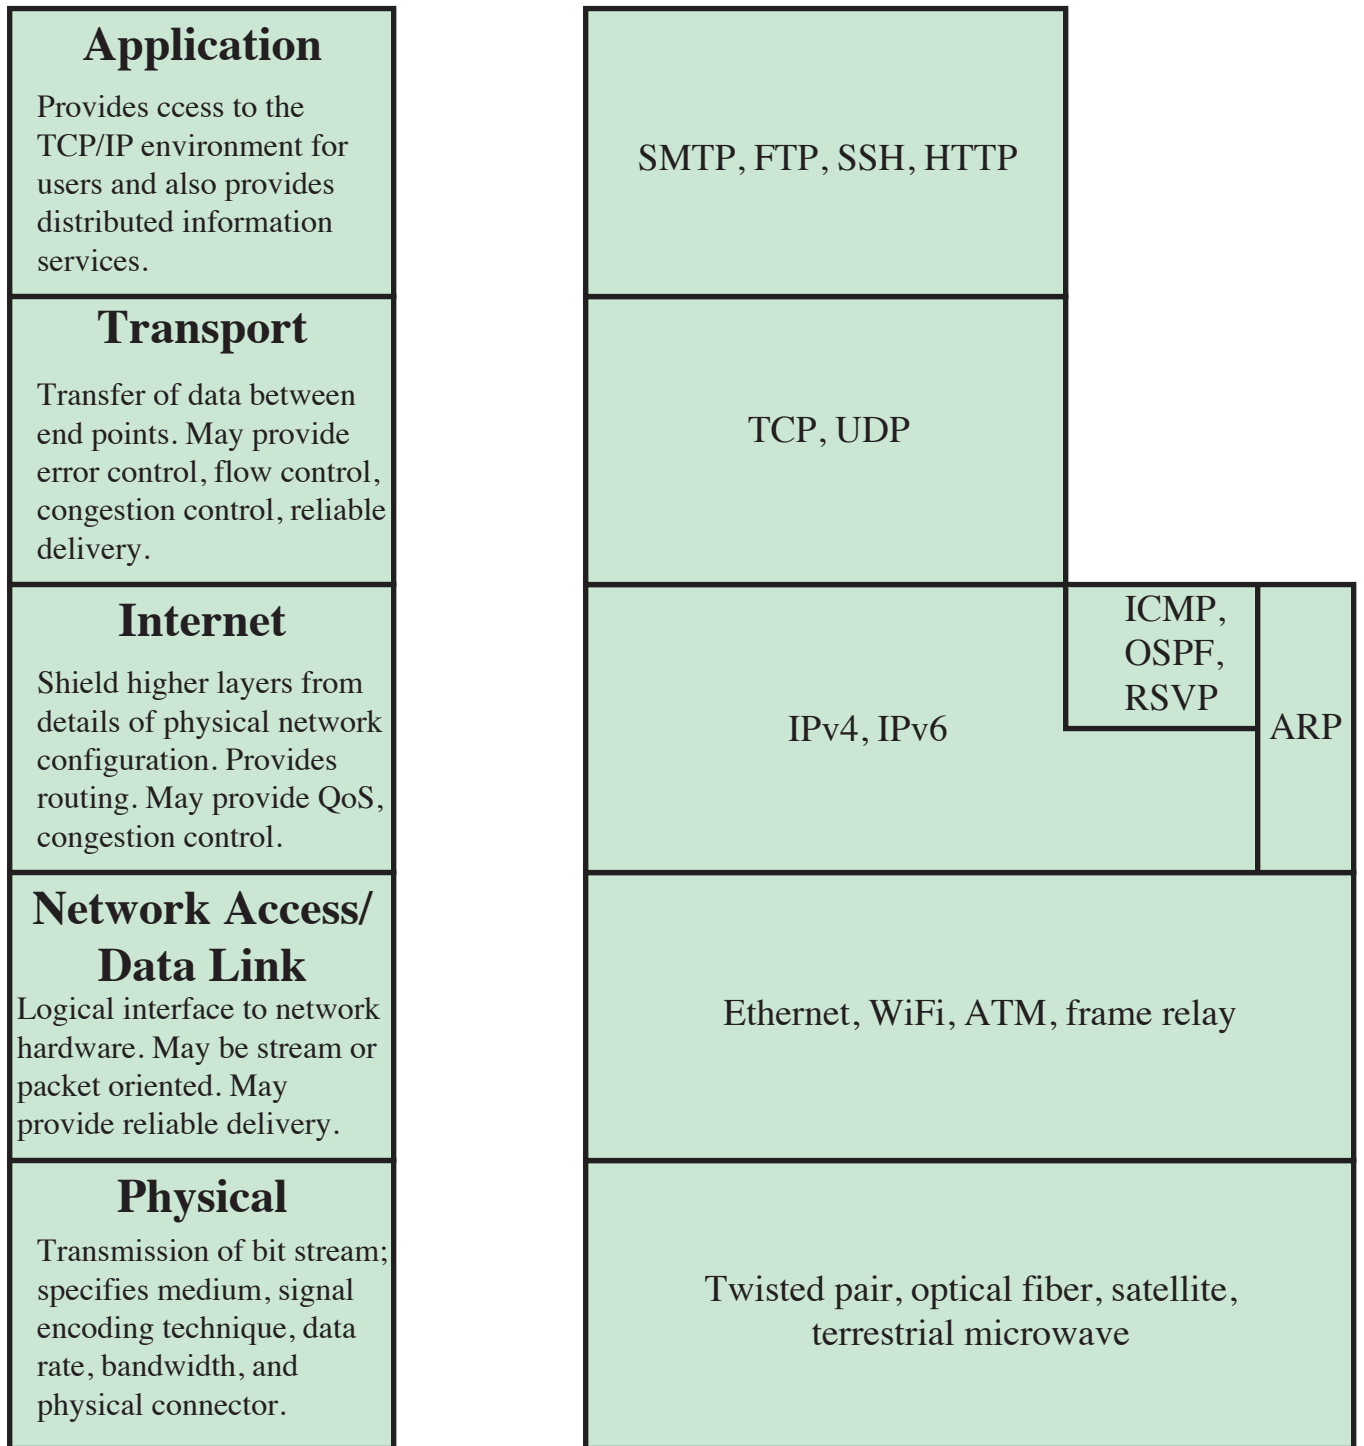 Application
Provides ccess to the
TCP/IP environment for
users and also provides
distributed information
services.
SMTP, FTP, SSH, HTTP
Transport
Transfer of data between
end points. May provide
error control, flow control,
congestion control, reliable
delivery.
TCP, UDP
Internet
Shield higher layers from
details of physical network
configuration. Provides
routing. May provide QoS,
congestion control.
IPv4, IPv6
ICMP,
OSPF,
RSVP
ARP
Network Access/
Data Link
Logical interface to network
hardware. May be stream or
packet oriented. May
provide reliable delivery.
Ethernet, WiFi, ATM, frame relay
Physical
Transmission of bit stream;
specifies medium, signal
encoding technique, data
rate, bandwidth, and
physical connector.
Twisted pair, optical fiber, satellite,
terrestrial microwave